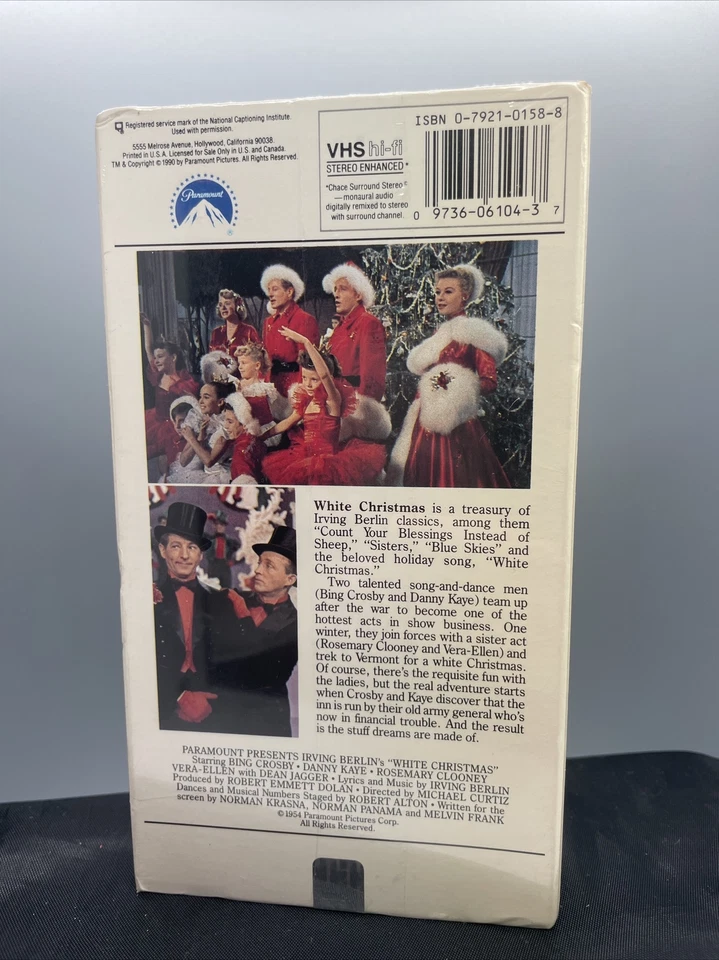 Registered service mark of the National Captioning Institute.
Used with permission.
5555 Melrose Avenue, Hollywood, California 90038.
Printed in U.S.A. Licensed for Sale Only in U.S. and Canada.
TM & Copyright © 1990 by Paramount Pictures. All Rights Reserved.
Paramount
®
VHS hi-fi
STEREO ENHANCED*
*Chace Surround Stereo©
—monaural audio
digitally remixed to stereo
with surround channel.
ISBN 0-7921-0158-8
0 9736-06104-3 7
White Christmas is a treasury of
Irving Berlin classics, among them
“Count Your Blessings Instead of
Sheep,” “Sisters,” “Blue Skies” and
the beloved holiday song, “White
Christmas.”
Two talented song-and-dance men
(Bing Crosby and Danny Kaye) team up
after the war to become one of the
hottest acts in show business. One
winter, they join forces with a sister act
(Rosemary Clooney and Vera-Ellen) and
trek to Vermont for a white Christmas.
Of course, there's the requisite fun with
the ladies, but the real adventure starts
when Crosby and Kaye discover that the
inn is run by their old army general who's
now in financial trouble. And the result
is the stuff dreams are made of.
PARAMOUNT PRESENTS IRVING BERLIN's “WHITE CHRISTMAS”
Starring BING CROSBY • DANNY KAYE • ROSEMARY CLOONEY
VERA-ELLEN with DEAN JAGGER • Lyrics and Music by IRVING BERLIN
Produced by ROBERT EMMETT DOLAN • Directed by MICHAEL CURTIZ
Dances and Musical Numbers Staged by ROBERT ALTON • Written for the
screen by NORMAN KRASNA, NORMAN PANAMA and MELVIN FRANK
© 1954 Paramount Pictures Corp.
All Rights Reserved.